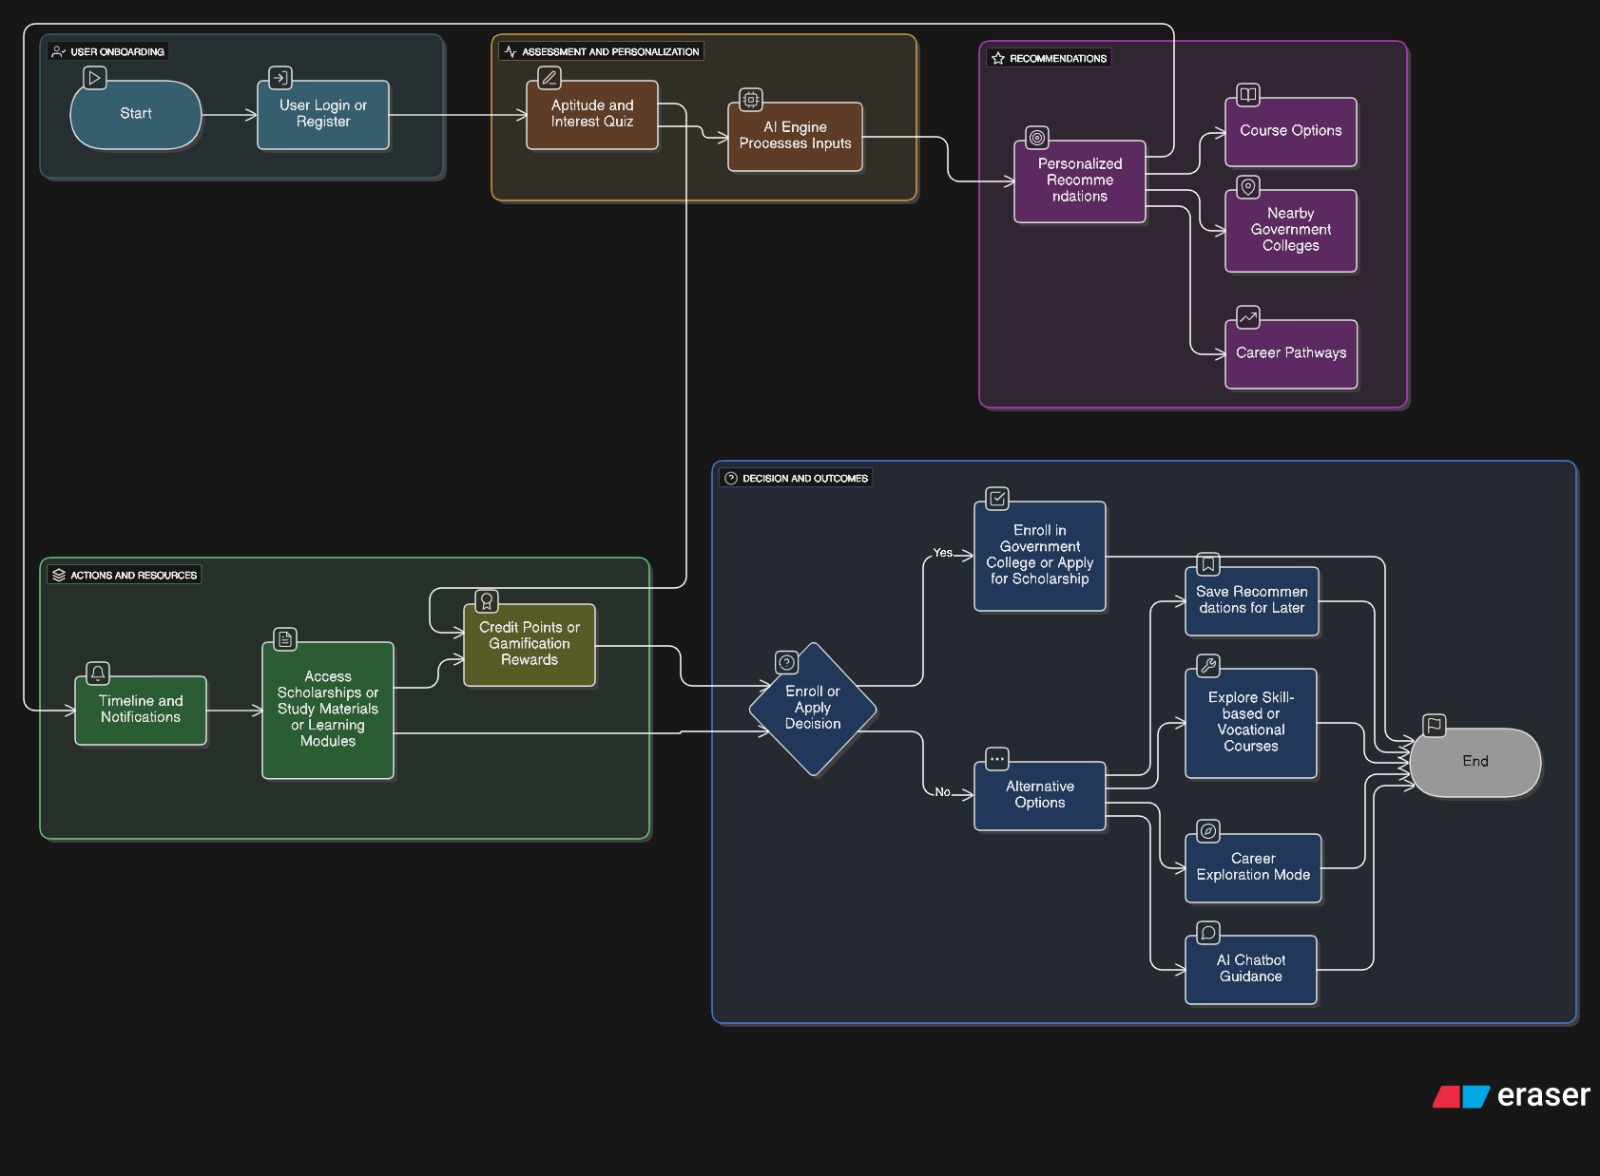 USER ONBOARDING
Start
User Login or
Register
ASSESSMENT AND PERSONALIZATION
Aptitude and
Interest Quiz
AI Engine
Processes Inputs
RECOMMENDATIONS
Personalized
Recomme
ndations
Course Options
Nearby
Government
Colleges
Career Pathways
ACTIONS AND RESOURCES
Timeline and
Notifications
Access
Scholarships or
Study Materials
or Learning
Modules
Credit Points or
Gamification
Rewards
DECISION AND OUTCOMES
Enroll or
Apply
Decision
Yes
Enroll in
Government
College or Apply
for Scholarship
No
Alternative
Options
Save Recommen
dations for Later
Explore Skill-
based or
Vocational
Courses
Career
Exploration Mode
AI Chatbot
Guidance
End
eraser